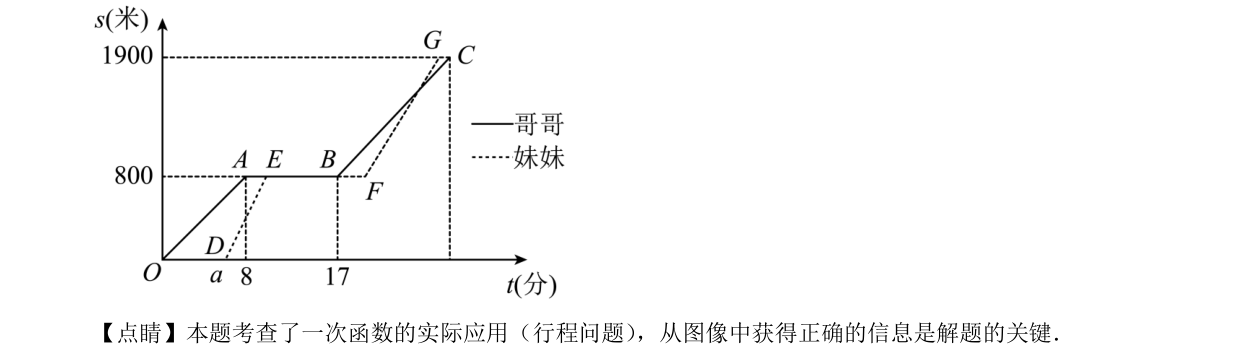 s(米)
1900
G
C
哥哥
妹妹
A
E
B
800
F
D
O
a
8
17
t(分)
【点睛】本题考查了一次函数的实际应用（行程问题），从图像中获得正确的信息是解题的关键．